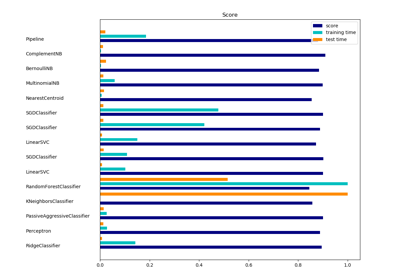 Score
score
training time
test time
Pipeline
ComplementNB
BernoulliNB
MultinomialNB
NearestCentroid
SGDClassifier
SGDClassifier
LinearSVC
SGDClassifier
LinearSVC
RandomForestClassifier
KNeighborsClassifier
PassiveAggressiveClassifier
Perceptron
RidgeClassifier
0.0 0.2 0.4 0.6 0.8 1.0